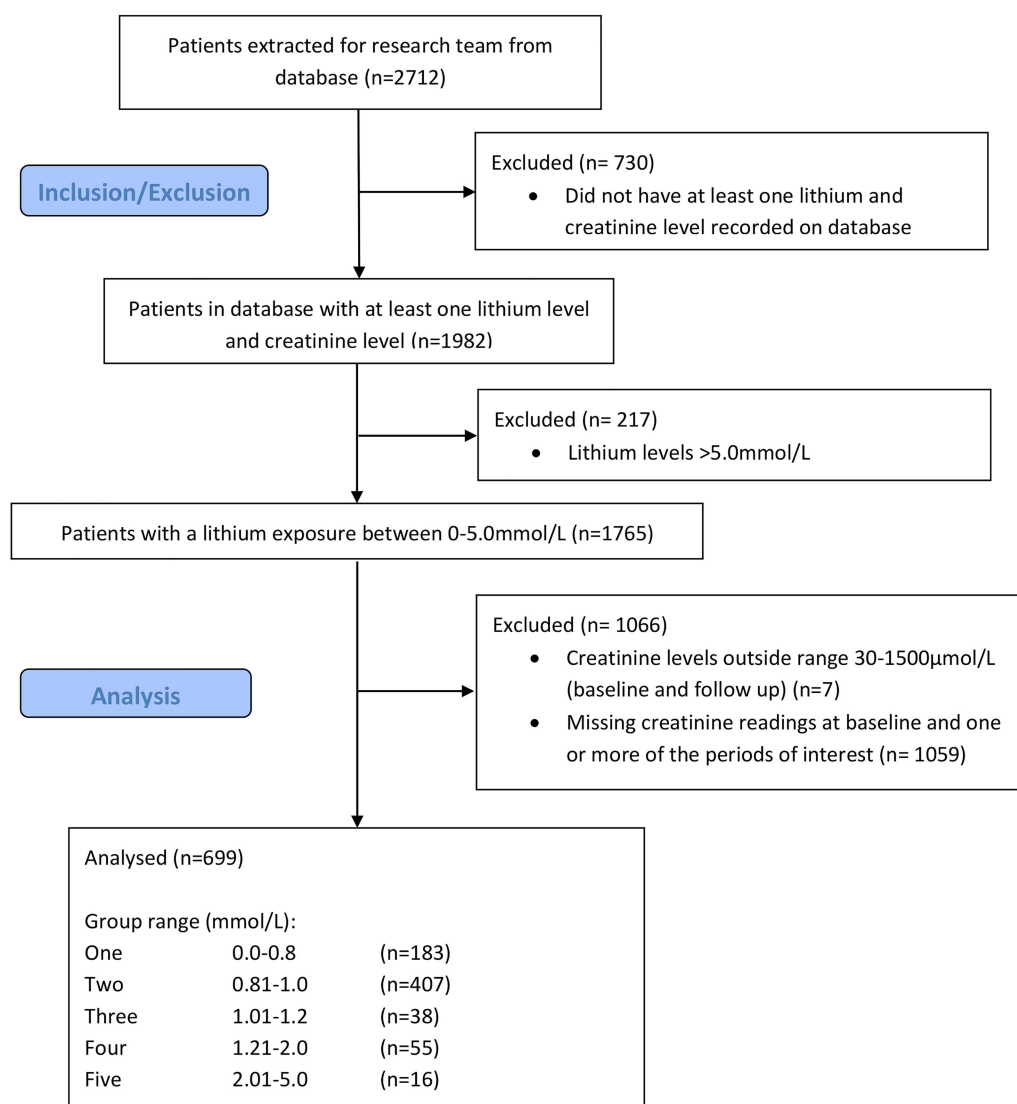 Patients extracted for research team from
database (n=2712)
Excluded (n= 730)
• Did not have at least one lithium and
creatinine level recorded on database
Inclusion/Exclusion
Patients in database with at least one lithium level
and creatinine level (n=1982)
Excluded (n= 217)
• Lithium levels >5.0mmol/L
Patients with a lithium exposure between 0-5.0mmol/L (n=1765)
Excluded (n= 1066)
• Creatinine levels outside range 30-1500μmol/L
(baseline and follow up) (n=7)
• Missing creatinine readings at baseline and one
or more of the periods of interest (n= 1059)
Analysis
Analysed (n=699)
Group range (mmol/L):
One 0.0-0.8 (n=183)
Two 0.81-1.0 (n=407)
Three 1.01-1.2 (n=38)
Four 1.21-2.0 (n=55)
Five 2.01-5.0 (n=16)